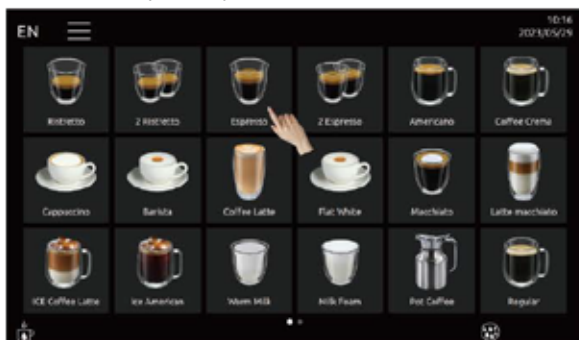 EN
10:16
2023/05/29
Ristretto
2 Ristretto
Espresso
2 Espresso
Americano
Coffee Crema
Cappuccino
Barista
Coffee Latte
Flat White
Macchiato
Latte macchiato
ICE Coffee Latte
Ice American
Warm Milk
Milk Foam
Pot Coffee
Regular